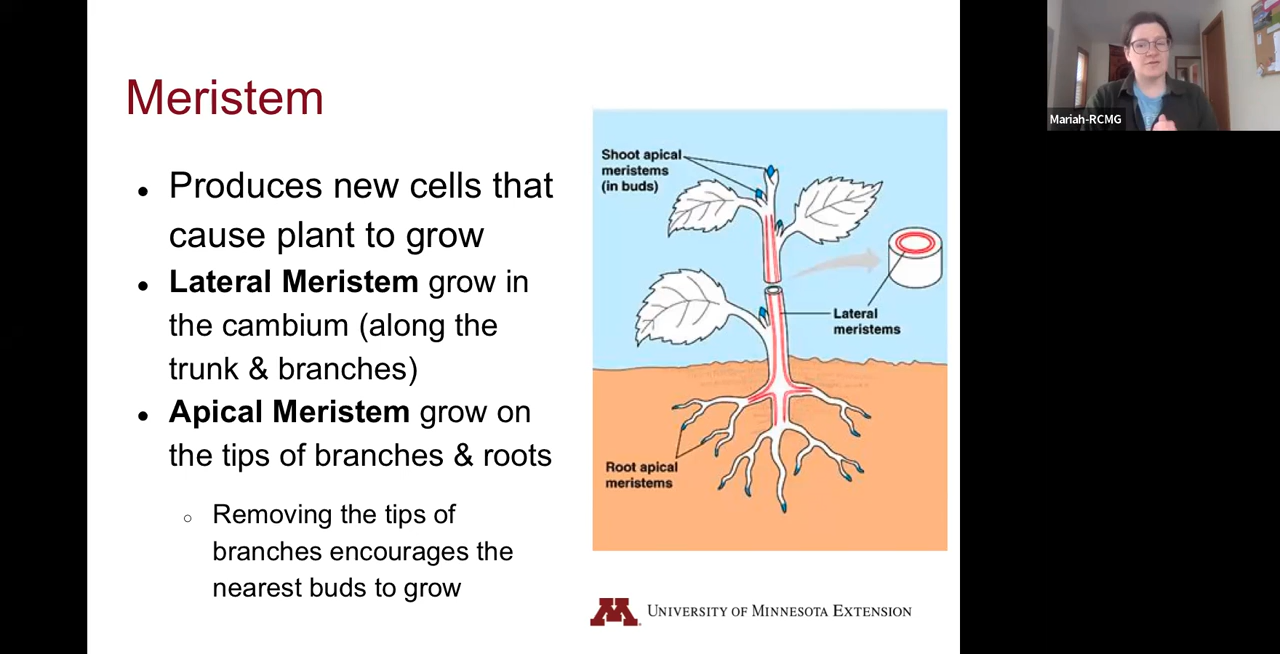 Meristem
● Produces new cells that
cause plant to grow
● Lateral Meristem grow in
the cambium (along the
trunk & branches)
● Apical Meristem grow on
the tips of branches & roots
○ Removing the tips of
branches encourages the
nearest buds to grow
Shoot apical
meristems
(in buds)
Lateral
meristems
Root apical
meristems
M
UNIVERSITY OF MINNESOTA EXTENSION
Mariah-RCMG